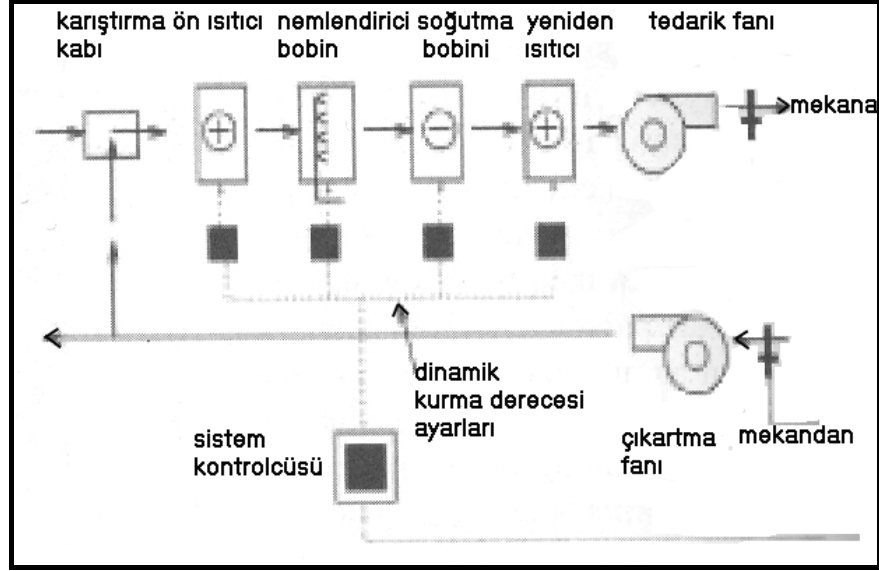 karıştırma ön ısıtıcı nemlendirici soğutma yeniden tedarik fanı
kabı bobin bobini ısıtıcı
mekana
dinamik
kurma derecesi
ayarları
sistem
kontrolcüsü
çıkartma mekandan
fanı